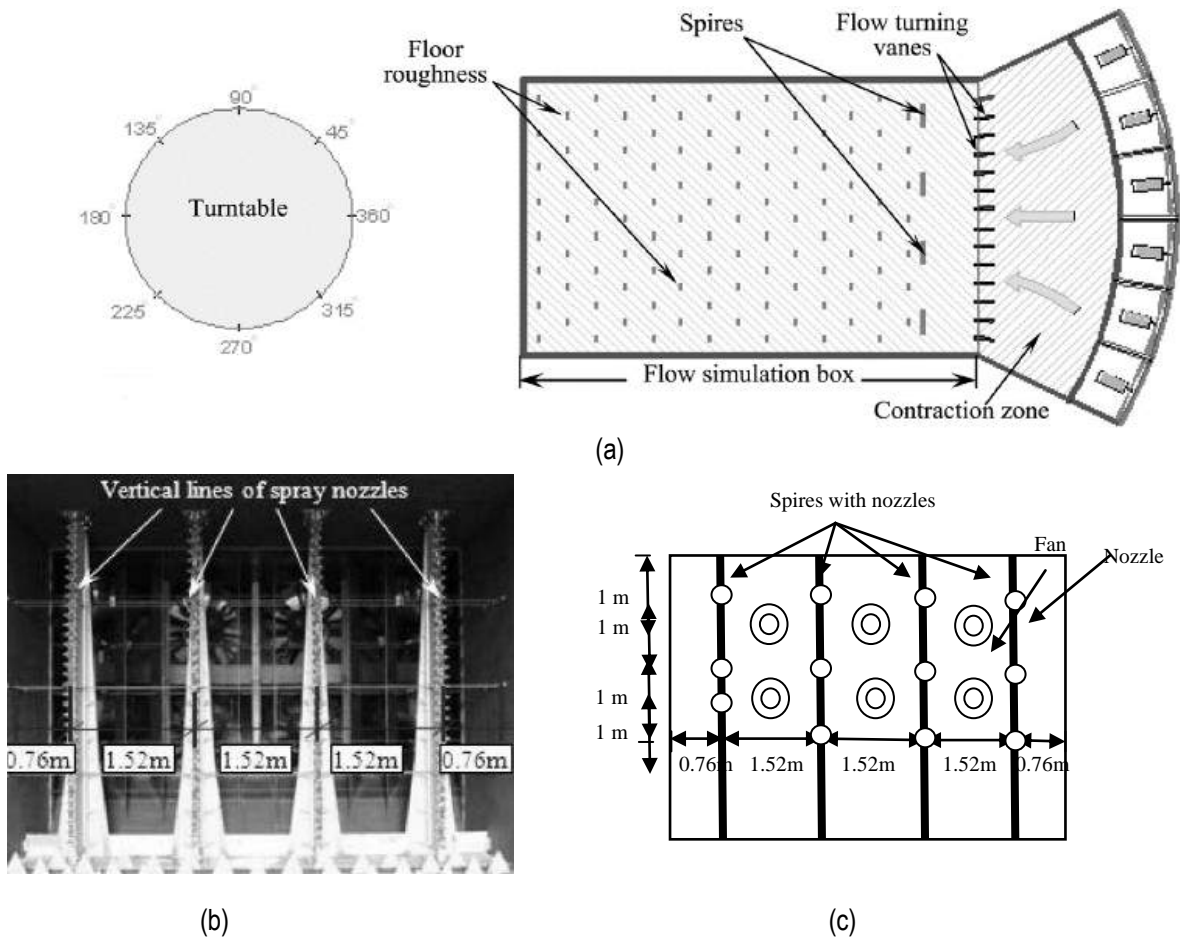 Spires
Flow turning
vanes
Floor
roughness
90°
135°
45°
180°
Turntable
360°
225°
315°
270°
Flow simulation box
Contraction zone
(a)
Vertical lines of spray nozzles
0.76m
1.52m
1.52m
1.52m
0.76m
(b)
Spires with nozzles
Fan
Nozzle
1 m
1 m
1 m
1 m
0.76m
1.52m
1.52m
1.52m
0.76m
(c)